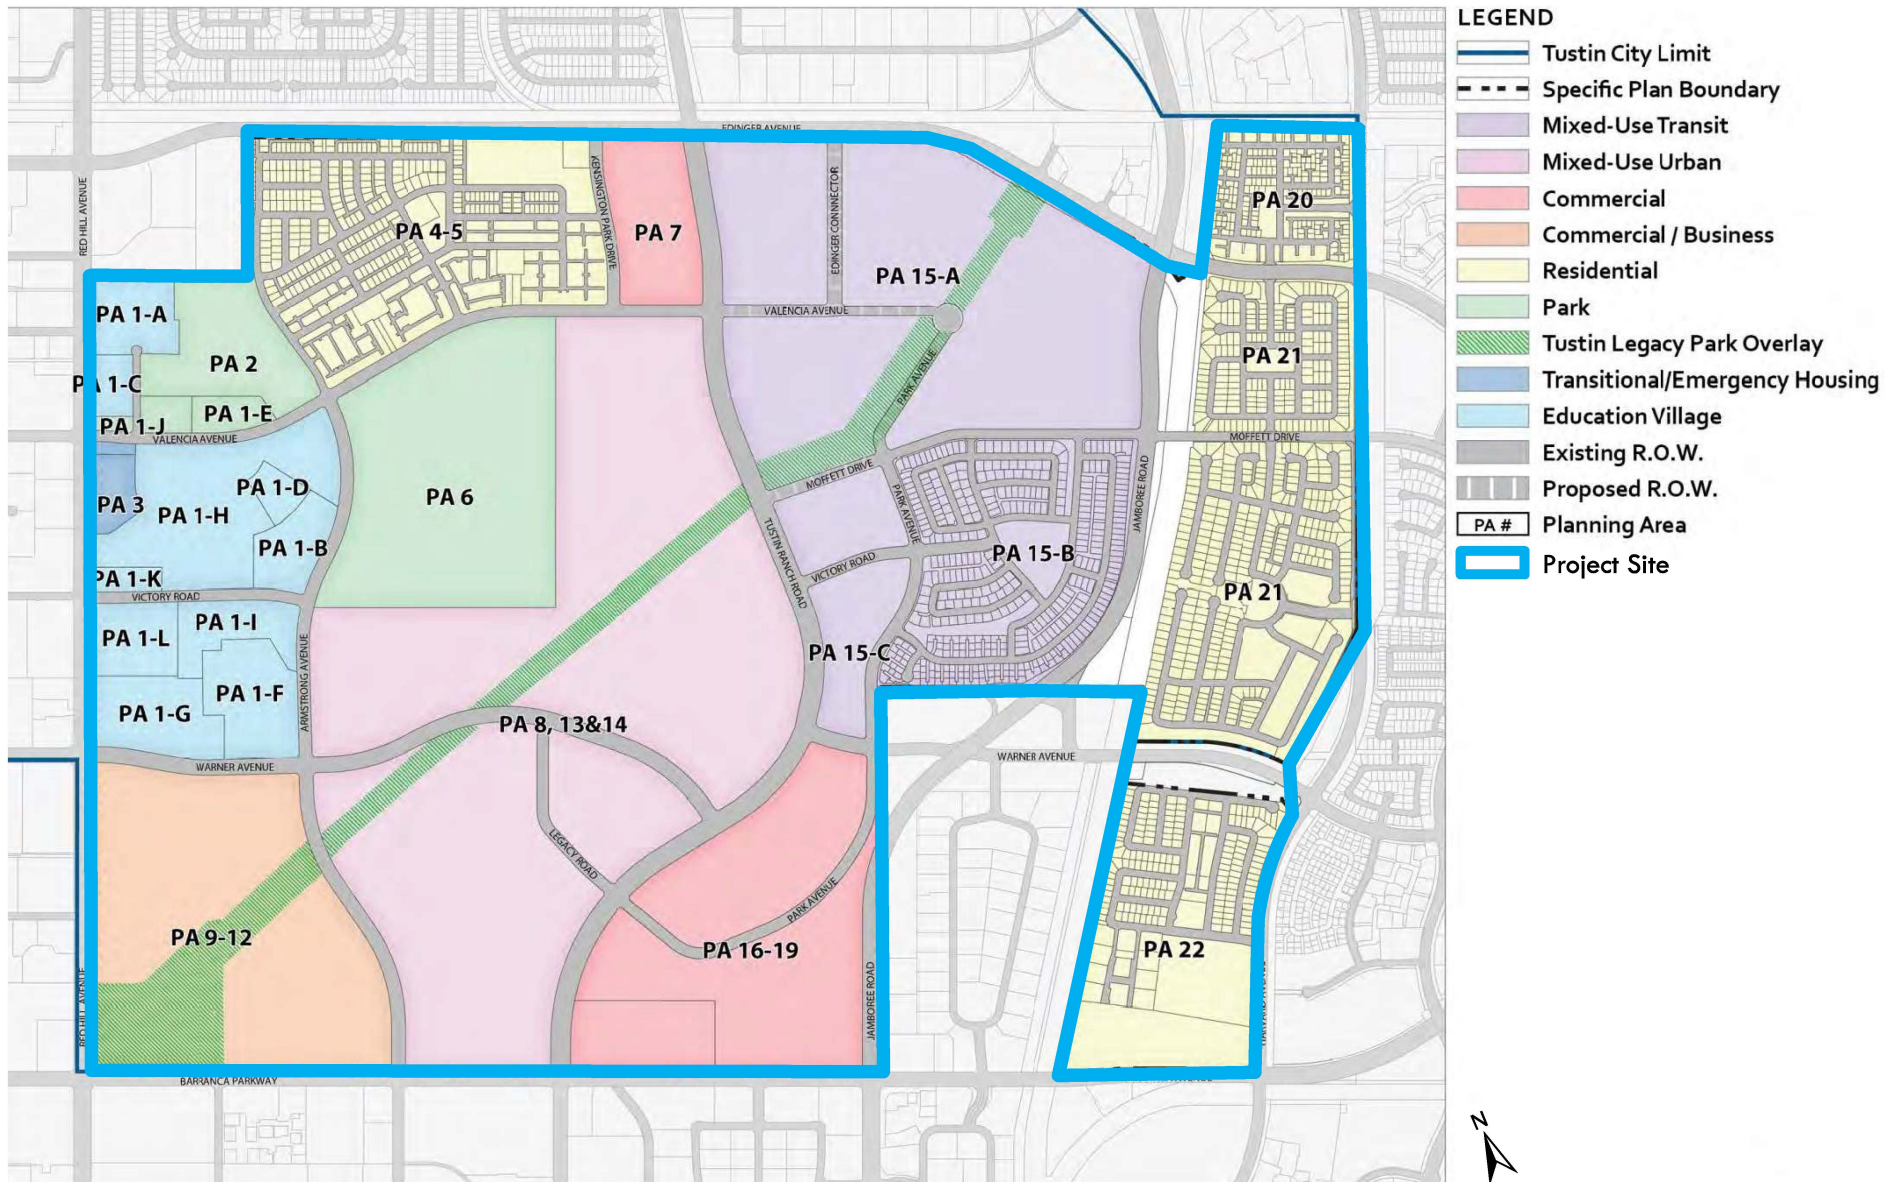 LEGEND
Tustin City Limit
Specific Plan Boundary
Mixed-Use Transit
Mixed-Use Urban
Commercial
Commercial / Business
Residential
Park
Tustin Legacy Park Overlay
Transitional/Emergency Housing
Education Village
Existing R.O.W.
Proposed R.O.W.
PA # Planning Area
Project Site
N
EDINGER AVENUE
RED HILL AVENUE
KENSINGTON PARK DRIVE
EDINGER CONNNECTOR
PA 20
PA 4-5
PA 7
PA 15-A
PA 1-A
VALENCIA AVENUE
PA 2
PA 21
PA 1-C
PARK AVENUE
PA 1-E
PA 1-J
VALENCIA AVENUE
MOFFETT DRIVE
MOFFETT DRIVE
PA 1-D
PA 6
PA 3
PA 1-H
PARK AVENUE
JAMBOREE ROAD
TUSTIN RANCH ROAD
PA 1-B
PA 15-B
VICTORY ROAD
PA 1-K
VICTORY ROAD
PA 21
PA 1-I
PA 1-L
PA 15-C
ARMSTRONG AVENUE
PA 1-F
PA 1-G
PA 8, 13&14
WARNER AVENUE
WARNER AVENUE
LEGACY ROAD
PARK AVENUE
PA 9-12
PA 16-19
PA 22
RED HILL AVENUE
JAMBOREE ROAD
HARVARD AVENUE
BARRANCA PARKWAY